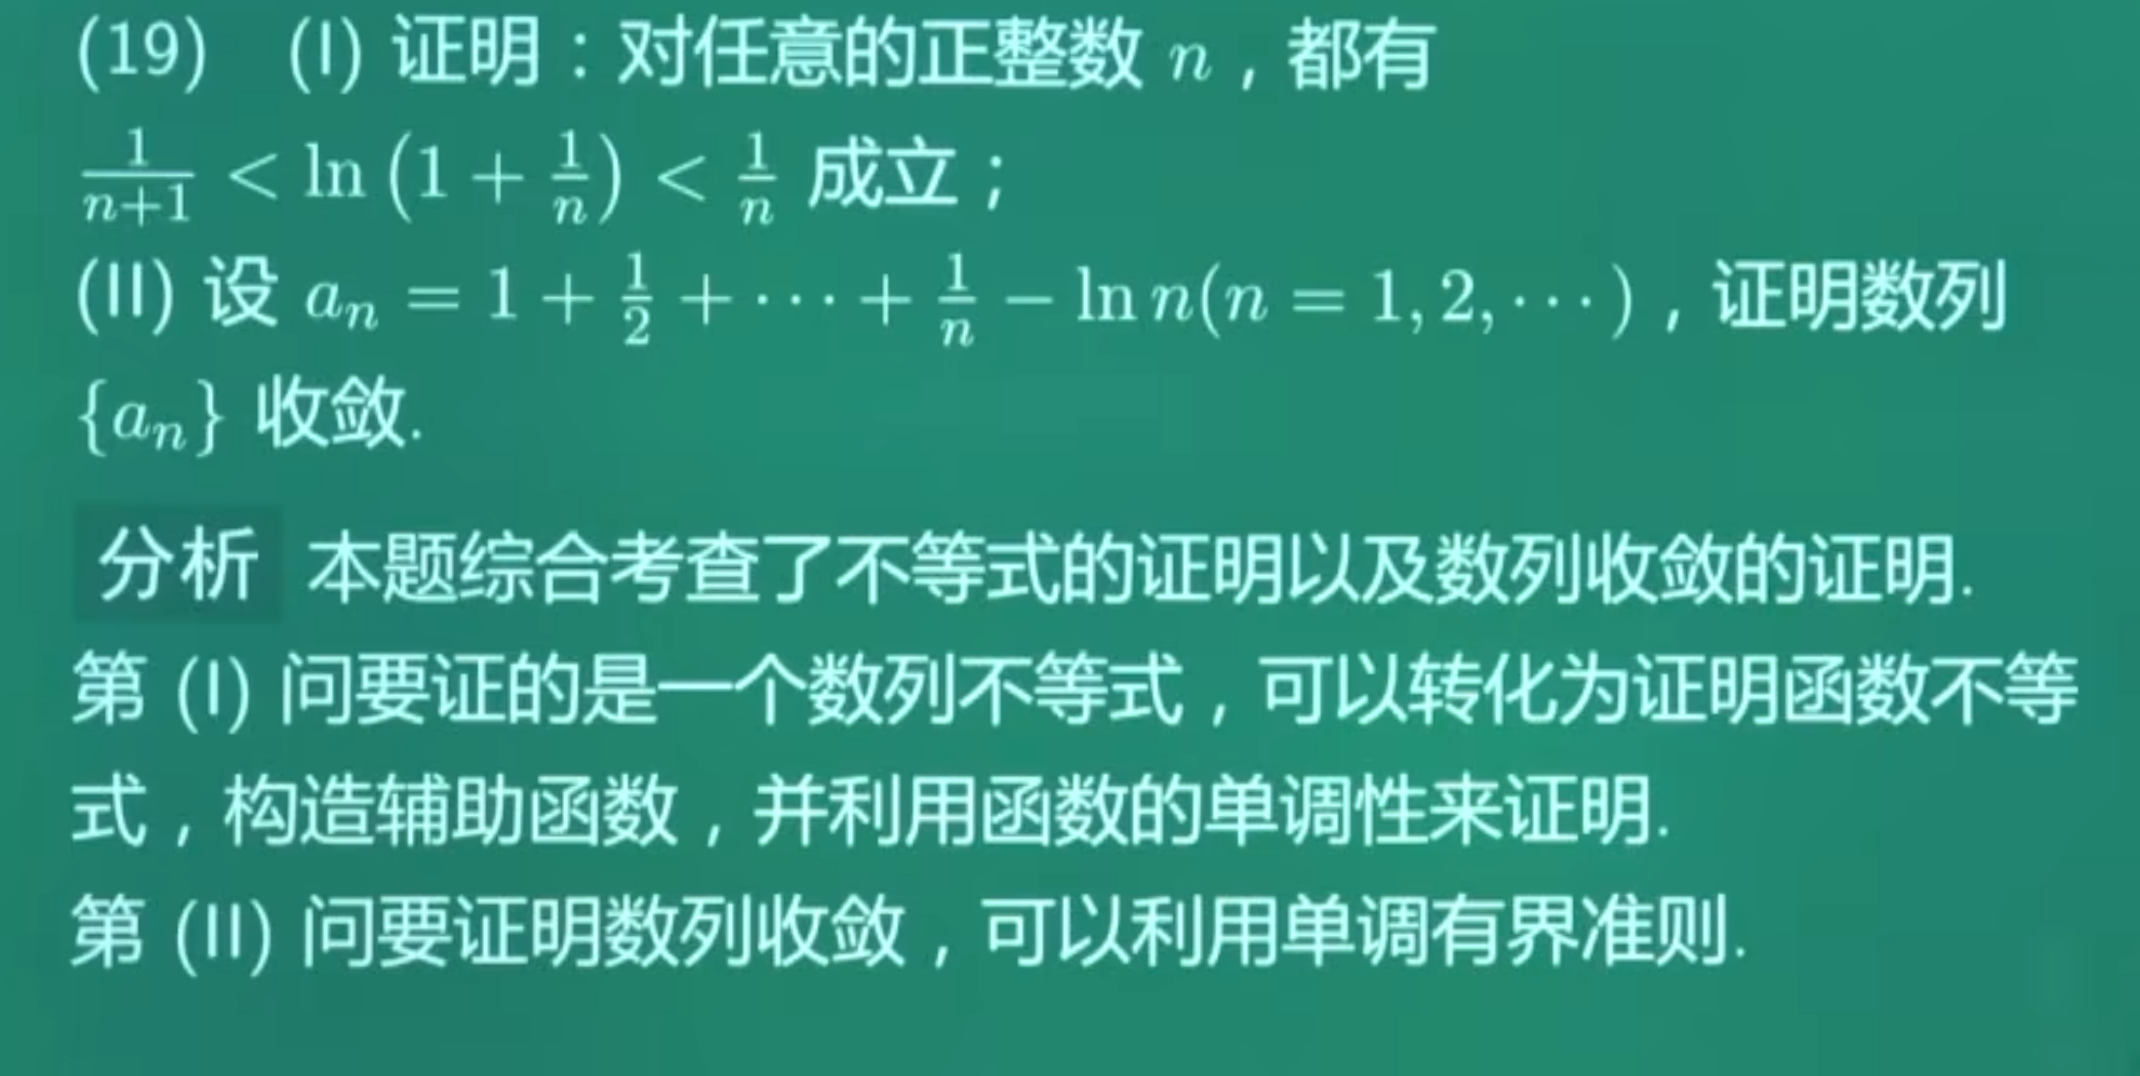 (19) (I) 证明：对任意的正整数 n，都有
$\frac{1}{n+1} < \ln\left(1+\frac{1}{n}\right) < \frac{1}{n}$ 成立；
(II) 设 $a_n = 1+\frac{1}{2}+\cdots+\frac{1}{n}-\ln n(n=1,2,\cdots)$，证明数列
$\{a_n\}$ 收敛.
分析 本题综合考查了不等式的证明以及数列收敛的证明.
第 (I) 问要证的是一个数列不等式，可以转化为证明函数不等
式，构造辅助函数，并利用函数的单调性来证明.
第 (II) 问要证明数列收敛，可以利用单调有界准则.